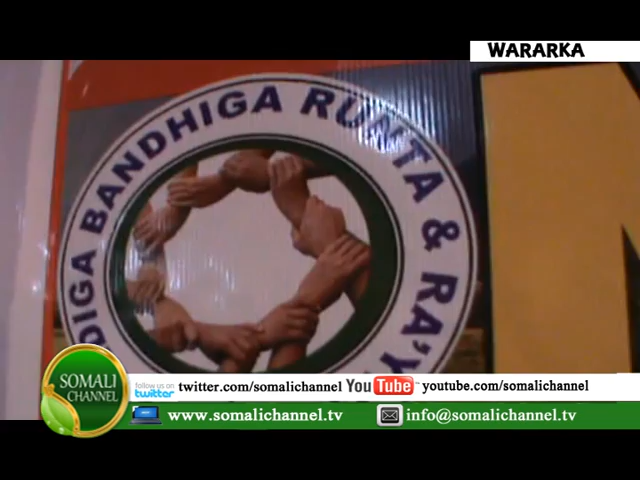 WARARKA
DIGA BANDHIGA RUNTA & RA'Y
N
SOMALI
CHANNEL
follow us on
twitter
twitter.com/somalichannel
YouTube
youtube.com/somalichannel
www.somalichannel.tv
info@somalichannel.tv